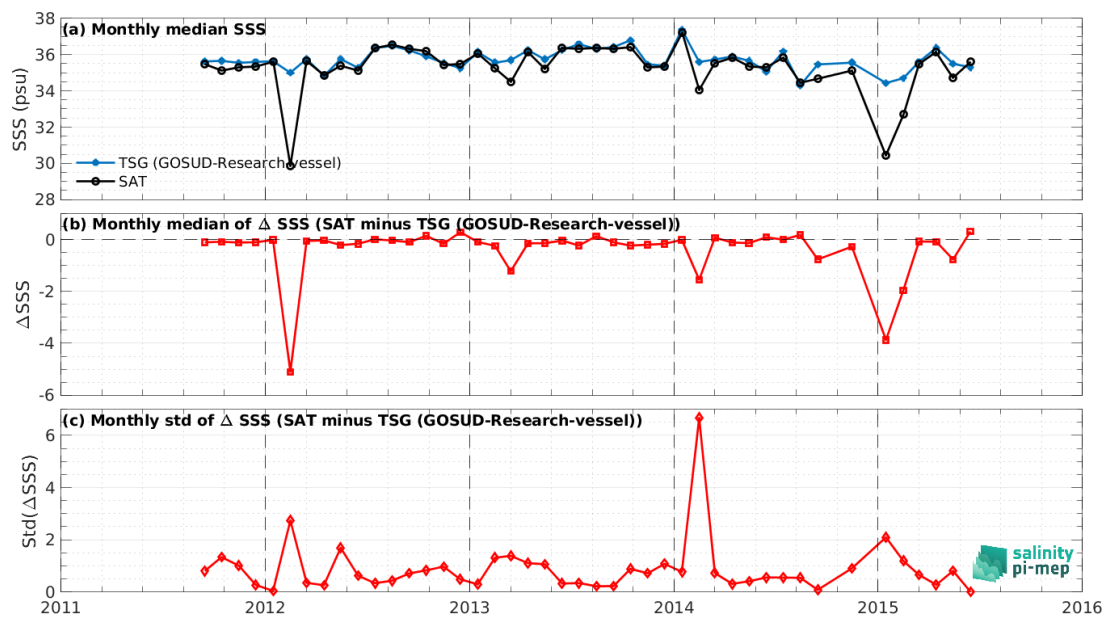 (a) Monthly median SSS
38
36
34
32
30
28
SSS (psu)
TSG (GOSUD-Research-vessel)
SAT
(b) Monthly median of Δ SSS (SAT minus TSG (GOSUD-Research-vessel))
0
-2
-4
-6
ΔSSS
(c) Monthly std of Δ SSS (SAT minus TSG (GOSUD-Research-vessel))
6
4
2
0
Std(ΔSSS)
salinity
pi-mep
2011 2012 2013 2014 2015 2016